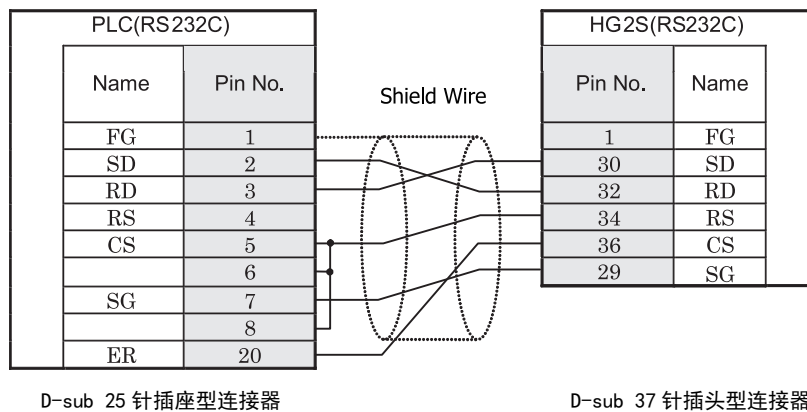 PLC(RS232C)
HG2S(RS232C)
Name Pin No.
Shield Wire
Pin No. Name
FG 1
1 FG
SD 2
30 SD
RD 3
32 RD
RS 4
34 RS
CS 5
36 CS
6
29 SG
SG 7
8
ER 20
D-sub 25 针插座型连接器
D-sub 37 针插头型连接器